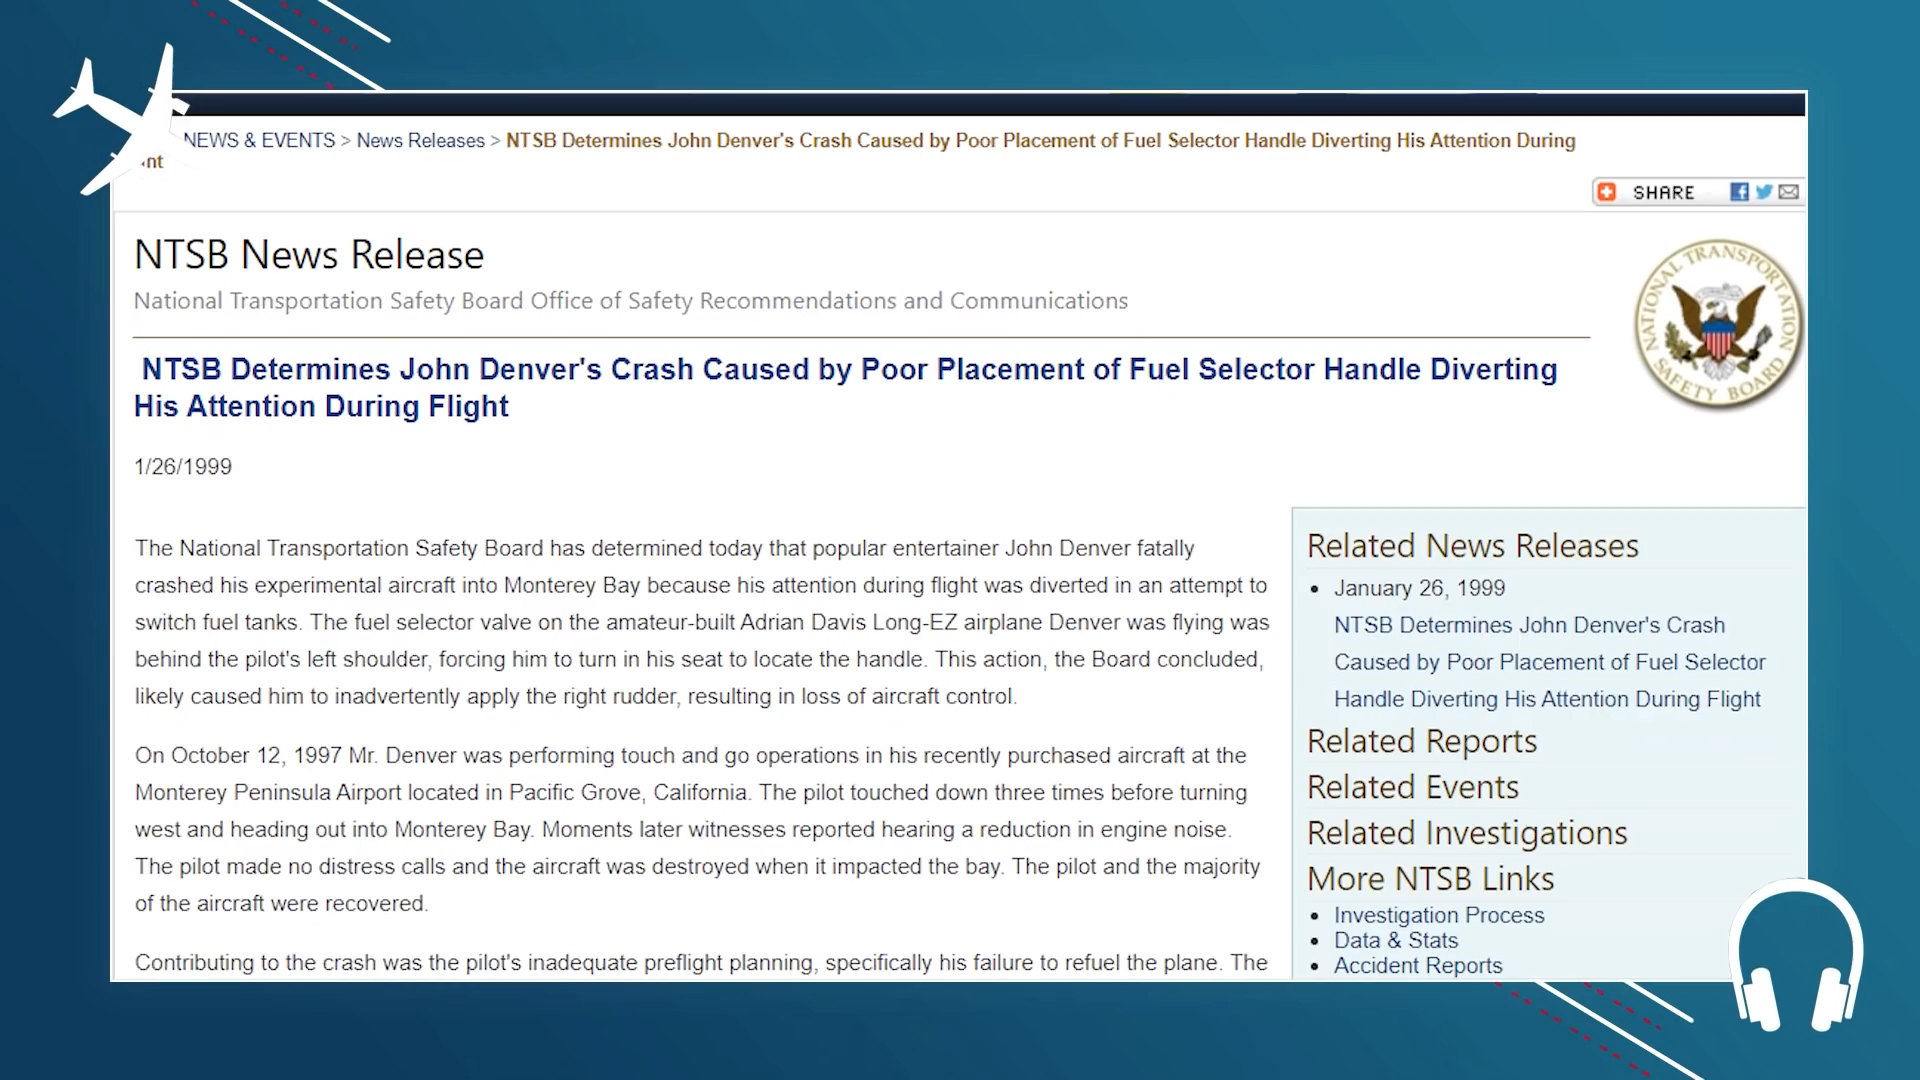 NEWS & EVENTS > News Releases > NTSB Determines John Denver's Crash Caused by Poor Placement of Fuel Selector Handle Diverting His Attention During
SHARE
NTSB News Release
National Transportation Safety Board Office of Safety Recommendations and Communications
NATIONAL TRANSPORTATION SAFETY BOARD
NTSB Determines John Denver's Crash Caused by Poor Placement of Fuel Selector Handle Diverting
His Attention During Flight
1/26/1999
The National Transportation Safety Board has determined today that popular entertainer John Denver fatally
crashed his experimental aircraft into Monterey Bay because his attention during flight was diverted in an attempt to
switch fuel tanks. The fuel selector valve on the amateur-built Adrian Davis Long-EZ airplane Denver was flying was
behind the pilot's left shoulder, forcing him to turn in his seat to locate the handle. This action, the Board concluded,
likely caused him to inadvertently apply the right rudder, resulting in loss of aircraft control.
On October 12, 1997 Mr. Denver was performing touch and go operations in his recently purchased aircraft at the
Monterey Peninsula Airport located in Pacific Grove, California. The pilot touched down three times before turning
west and heading out into Monterey Bay. Moments later witnesses reported hearing a reduction in engine noise.
The pilot made no distress calls and the aircraft was destroyed when it impacted the bay. The pilot and the majority
of the aircraft were recovered.
Contributing to the crash was the pilot's inadequate preflight planning, specifically his failure to refuel the plane. The
Related News Releases
January 26, 1999
NTSB Determines John Denver's Crash
Caused by Poor Placement of Fuel Selector
Handle Diverting His Attention During Flight
Related Reports
Related Events
Related Investigations
More NTSB Links
Investigation Process
Data & Stats
Accident Reports